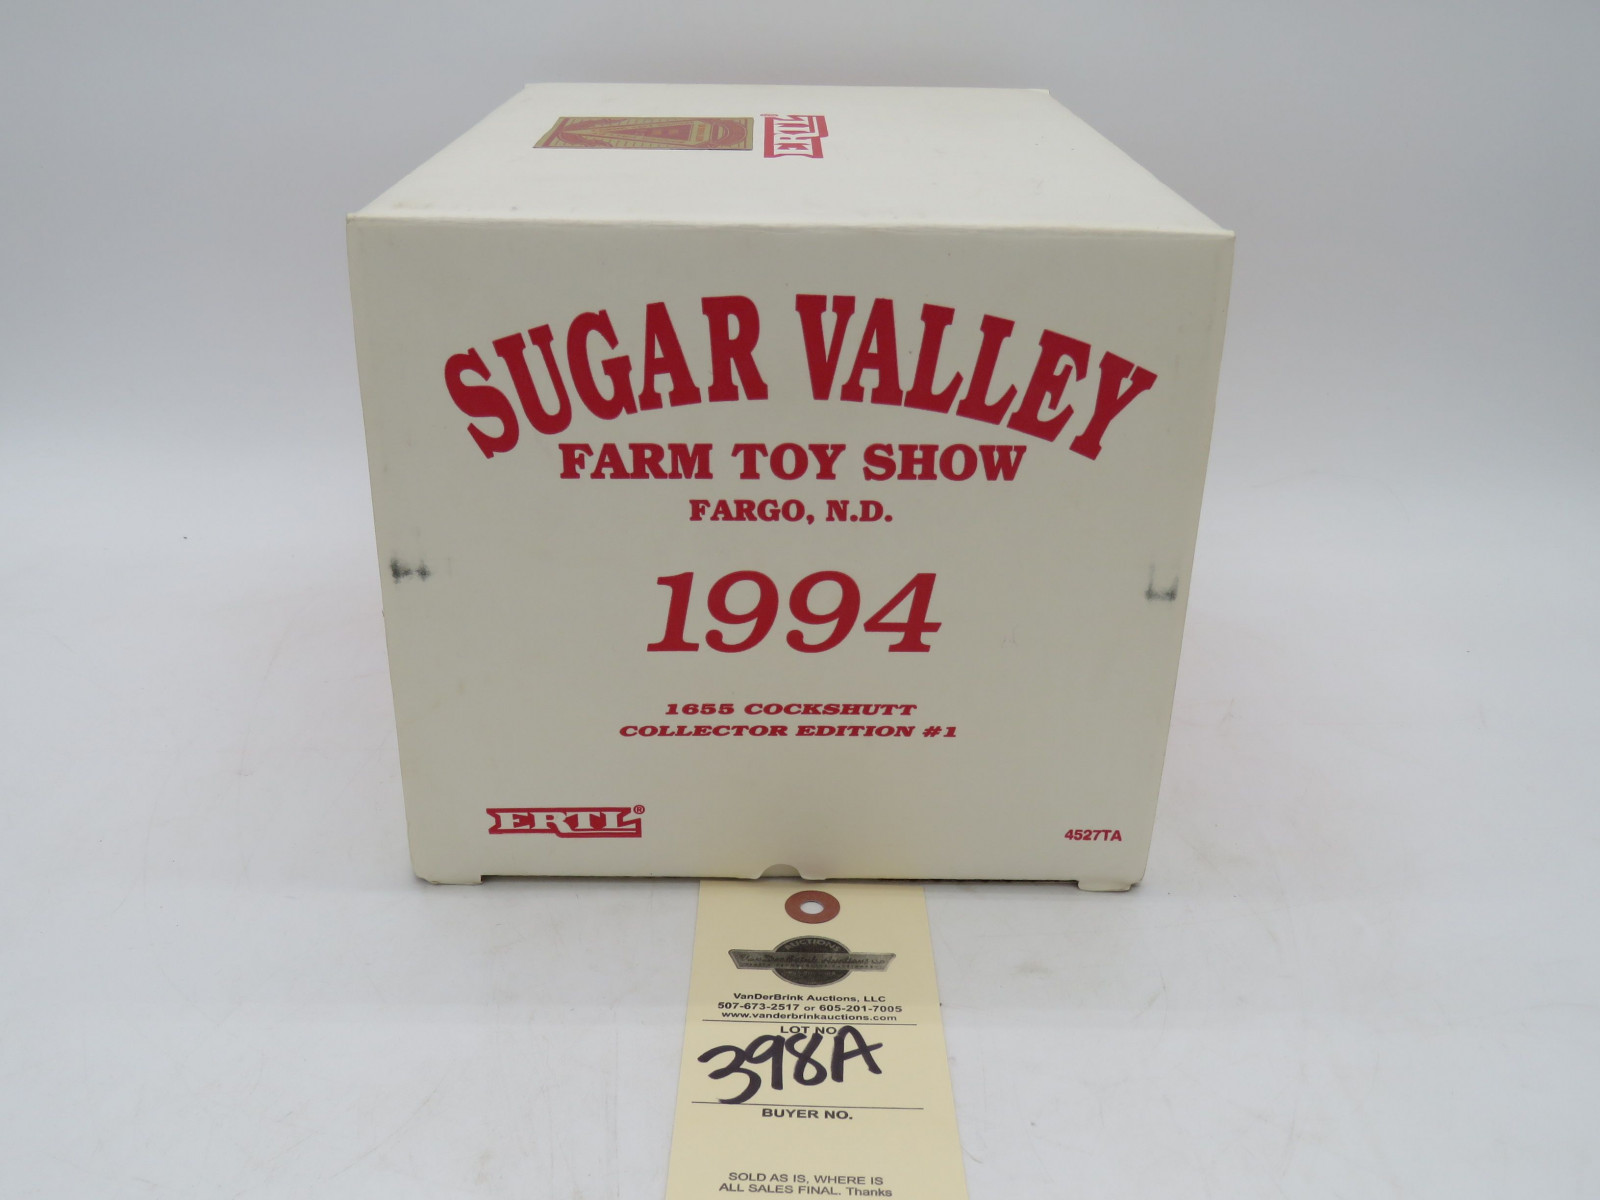 ERTL
SUGAR VALLEY
FARM TOY SHOW
FARGO, N.D.
1994
1655 COCKSHUTT
COLLECTOR EDITION #1
ERTL®
4527TA
AUCTIONS
VanDerBrink Auctions, LLC
507-673-2517 or 605-201-7005
www.vanderbrinkauctions.com
LOT NO.
398A
BUYER NO.
SOLD AS IS, WHERE IS
ALL SALES FINAL. Thanks